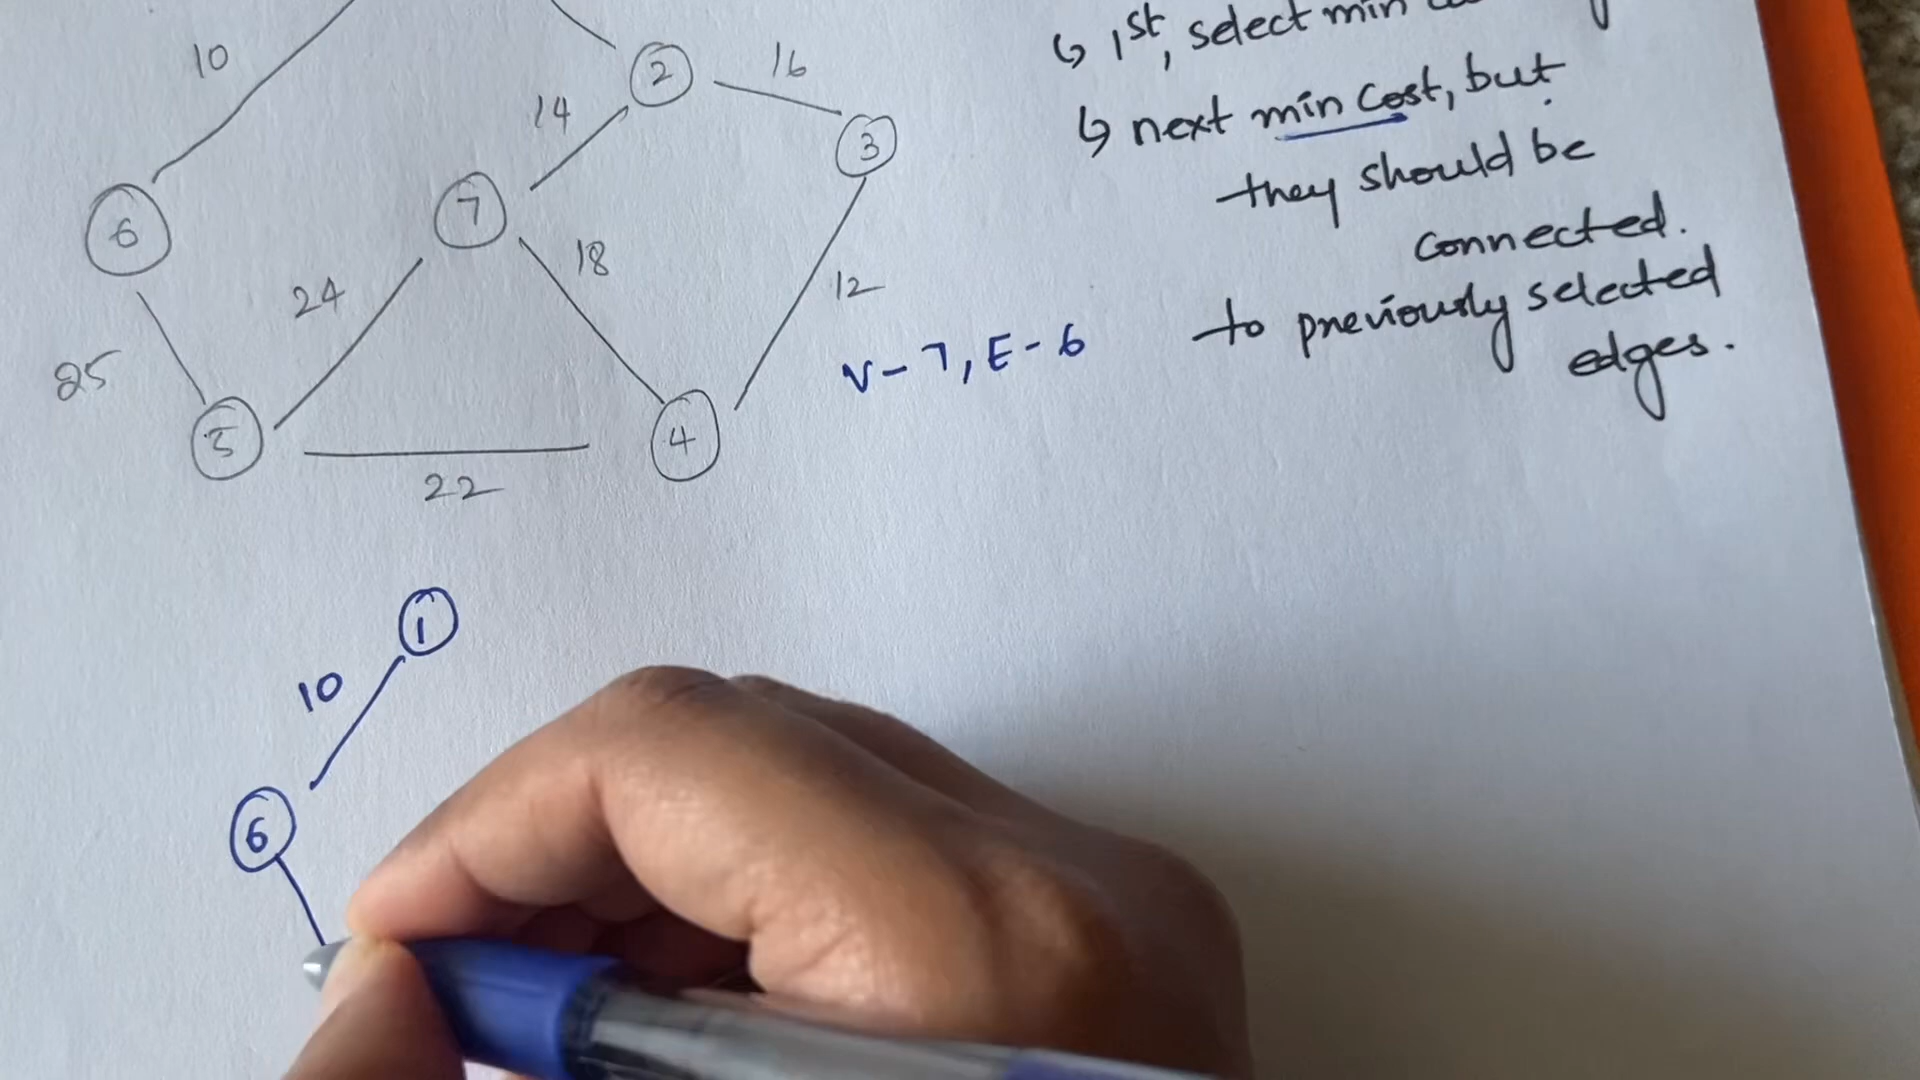 ↳ 1st, select min
↳ next min cost, but
they should be
connected.
to previously selected
edges.
10
2
16
14
3
7
6
18
24
12
V-7, E-6
25
5
4
22
1
10
6